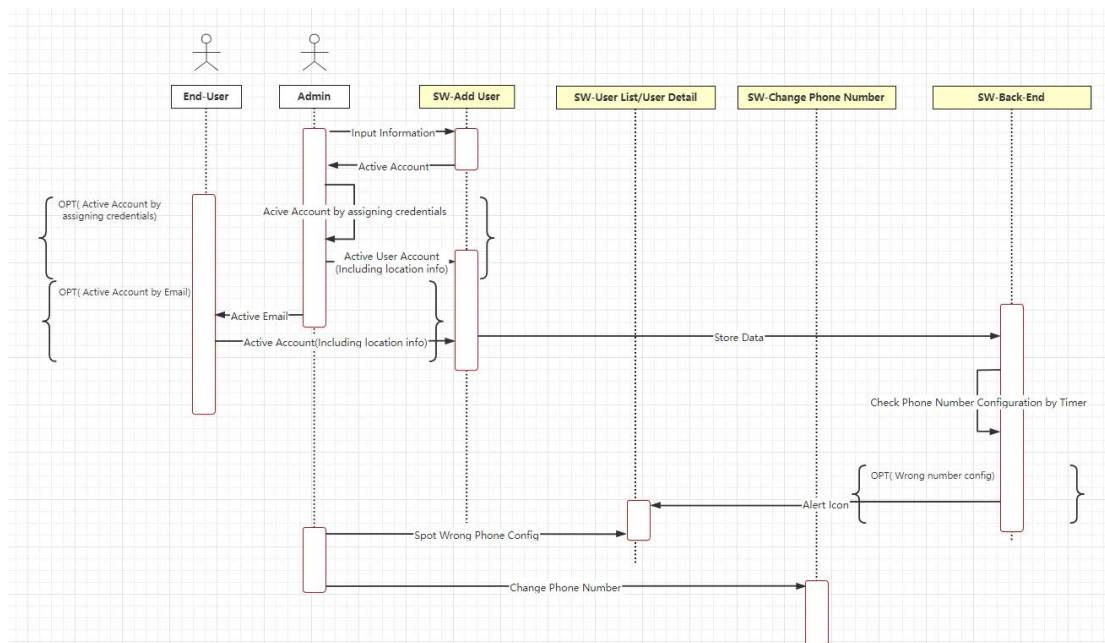 End-User
Admin
SW-Add User
SW-User List/User Detail
SW-Change Phone Number
SW-Back-End
Input Information
Active Account
OPT( Active Account by
assigning credentials)
Acive Account by assigning credentials
Active User Account
(Including location info)
OPT( Active Account by Email)
Active Email
Active Account(Including location info)
Store Data
Check Phone Number Configuration by Timer
OPT( Wrong number config)
Alert Icon
Spot Wrong Phone Config
Change Phone Number